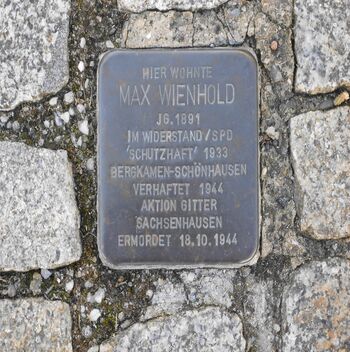 HIER WOHNTE
MAX WIENHOLD
JG. 1891
IM WIDERSTAND/SPD
'SCHUTZHAFT' 1933
BERGKAMEN-SCHÖNHAUSEN
VERHAFTET 1944
AKTION GITTER
SACHSENHAUSEN
ERMORDET 18.10.1944